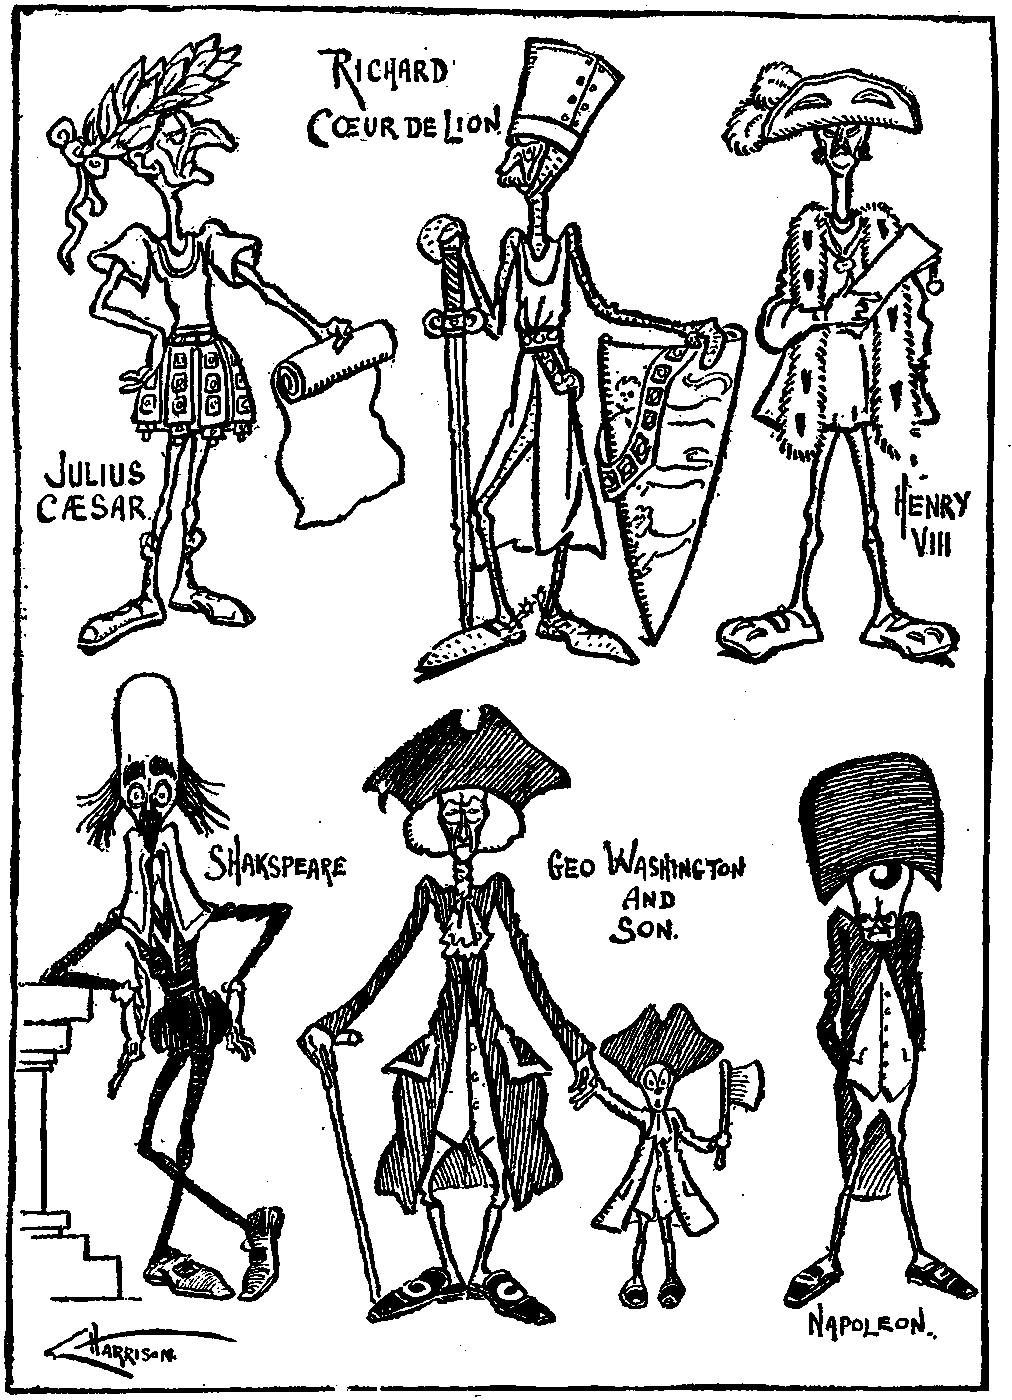 RICHARD
CŒUR DE LION
JULIUS
CÆSAR.
HENRY
VIII
SHAKSPEARE
GEO WASHINGTON
AND
SON.
NAPOLEON.
HARRISON.